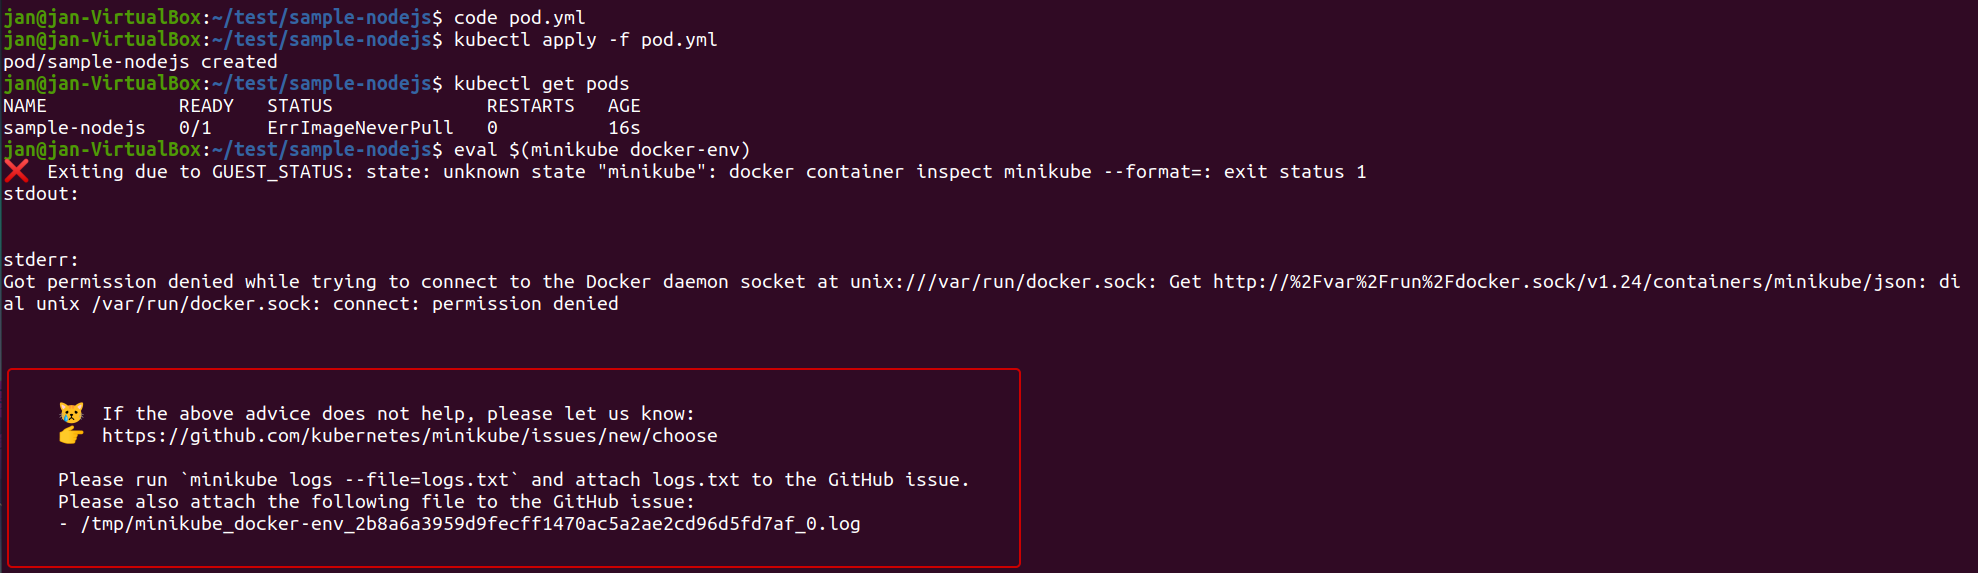 jan@jan-VirtualBox:~/test/sample-nodejs$ code pod.yml
jan@jan-VirtualBox:~/test/sample-nodejs$ kubectl apply -f pod.yml
pod/sample-nodejs created
jan@jan-VirtualBox:~/test/sample-nodejs$ kubectl get pods
NAME            READY   STATUS              RESTARTS   AGE
sample-nodejs   0/1     ErrImageNeverPull   0          16s
jan@jan-VirtualBox:~/test/sample-nodejs$ eval $(minikube docker-env)
❌  Exiting due to GUEST_STATUS: state: unknown state "minikube": docker container inspect minikube --format=: exit status 1
stdout:
stderr:
Got permission denied while trying to connect to the Docker daemon socket at unix:///var/run/docker.sock: Get http://%2Fvar%2Frun%2Fdocker.sock/v1.24/containers/minikube/json: di
al unix /var/run/docker.sock: connect: permission denied
😿  If the above advice does not help, please let us know:
👉  https://github.com/kubernetes/minikube/issues/new/choose
Please run `minikube logs --file=logs.txt` and attach logs.txt to the GitHub issue.
Please also attach the following file to the GitHub issue:
- /tmp/minikube_docker-env_2b8a6a3959d9fecff1470ac5a2ae2cd96d5fd7af_0.log